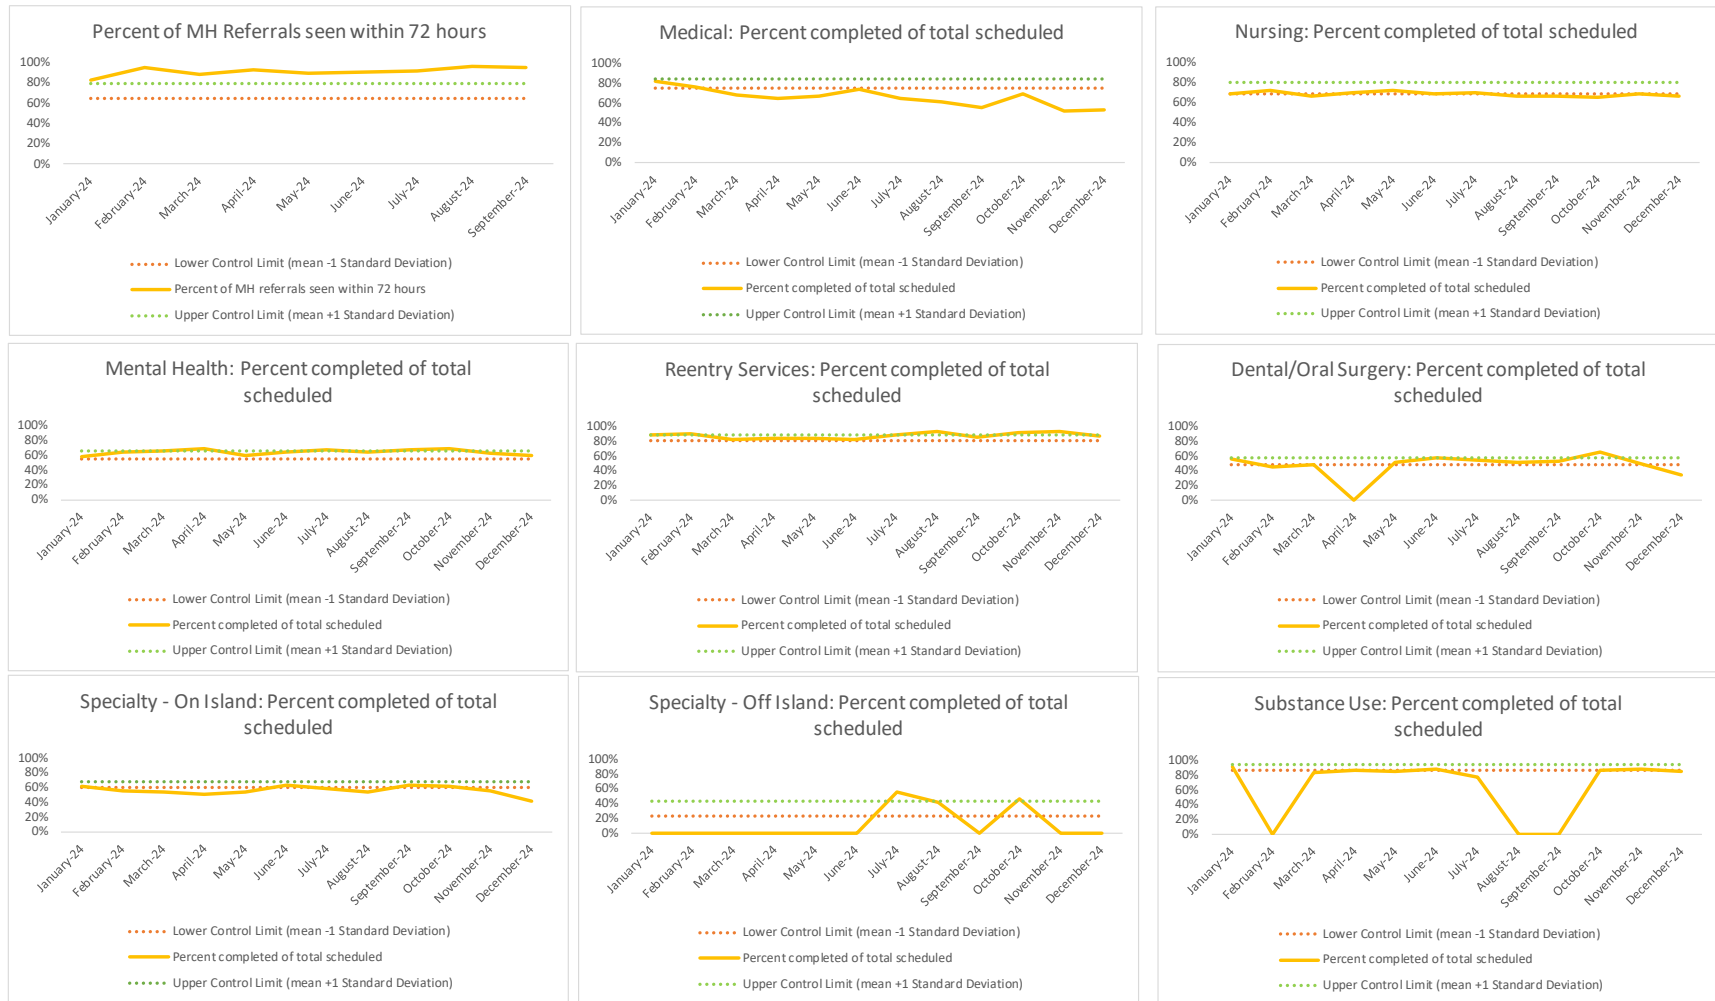 Percent of MH Referrals seen within 72 hours
100%
80%
60%
40%
20%
0%
January-24
February-24
March-24
April-24
May-24
June-24
July-24
August-24
September-24
Lower Control Limit (mean -1 Standard Deviation)
Percent of MH referrals seen within 72 hours
Upper Control Limit (mean +1 Standard Deviation)
Medical: Percent completed of total scheduled
100%
80%
60%
40%
20%
0%
January-24
February-24
March-24
April-24
May-24
June-24
July-24
August-24
September-24
October-24
November-24
December-24
Lower Control Limit (mean -1 Standard Deviation)
Percent completed of total scheduled
Upper Control Limit (mean +1 Standard Deviation)
Nursing: Percent completed of total scheduled
100%
80%
60%
40%
20%
0%
January-24
February-24
March-24
April-24
May-24
June-24
July-24
August-24
September-24
October-24
November-24
December-24
Lower Control Limit (mean -1 Standard Deviation)
Percent completed of total scheduled
Upper Control Limit (mean +1 Standard Deviation)
Mental Health: Percent completed of total
scheduled
100%
80%
60%
40%
20%
0%
January-24
February-24
March-24
April-24
May-24
June-24
July-24
August-24
September-24
October-24
November-24
December-24
Lower Control Limit (mean -1 Standard Deviation)
Percent completed of total scheduled
Upper Control Limit (mean +1 Standard Deviation)
Reentry Services: Percent completed of total
scheduled
100%
80%
60%
40%
20%
0%
January-24
February-24
March-24
April-24
May-24
June-24
July-24
August-24
September-24
October-24
November-24
December-24
Lower Control Limit (mean -1 Standard Deviation)
Percent completed of total scheduled
Upper Control Limit (mean +1 Standard Deviation)
Dental/Oral Surgery: Percent completed of total
scheduled
100%
80%
60%
40%
20%
0%
January-24
February-24
March-24
April-24
May-24
June-24
July-24
August-24
September-24
October-24
November-24
December-24
Lower Control Limit (mean -1 Standard Deviation)
Percent completed of total scheduled
Upper Control Limit (mean +1 Standard Deviation)
Specialty - On Island: Percent completed of total
scheduled
100%
80%
60%
40%
20%
0%
January-24
February-24
March-24
April-24
May-24
June-24
July-24
August-24
September-24
October-24
November-24
December-24
Lower Control Limit (mean -1 Standard Deviation)
Percent completed of total scheduled
Upper Control Limit (mean +1 Standard Deviation)
Specialty - Off Island: Percent completed of total
scheduled
100%
80%
60%
40%
20%
0%
January-24
February-24
March-24
April-24
May-24
June-24
July-24
August-24
September-24
October-24
November-24
December-24
Lower Control Limit (mean -1 Standard Deviation)
Percent completed of total scheduled
Upper Control Limit (mean +1 Standard Deviation)
Substance Use: Percent completed of total
scheduled
100%
80%
60%
40%
20%
0%
January-24
February-24
March-24
April-24
May-24
June-24
July-24
August-24
September-24
October-24
November-24
December-24
Lower Control Limit (mean -1 Standard Deviation)
Percent completed of total scheduled
Upper Control Limit (mean +1 Standard Deviation)